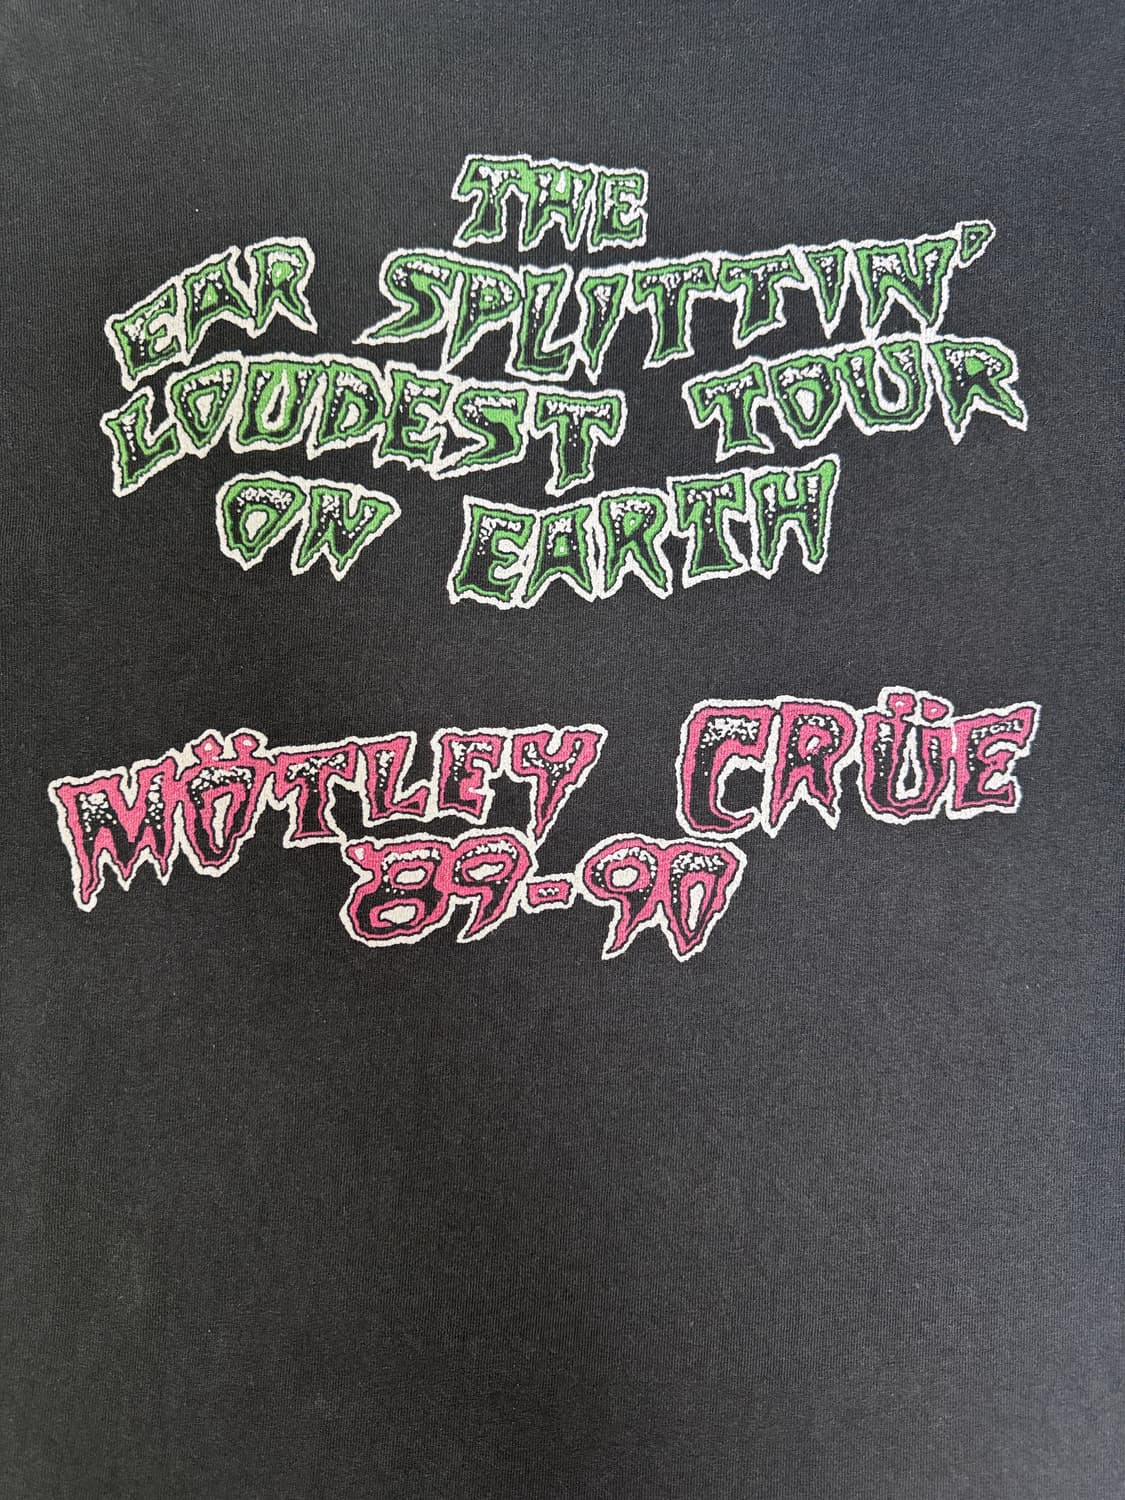 THE
EAR SPLITTIN'
LOUDEST TOUR
ON EARTH
MÖTLEY CRÜE
'89-90